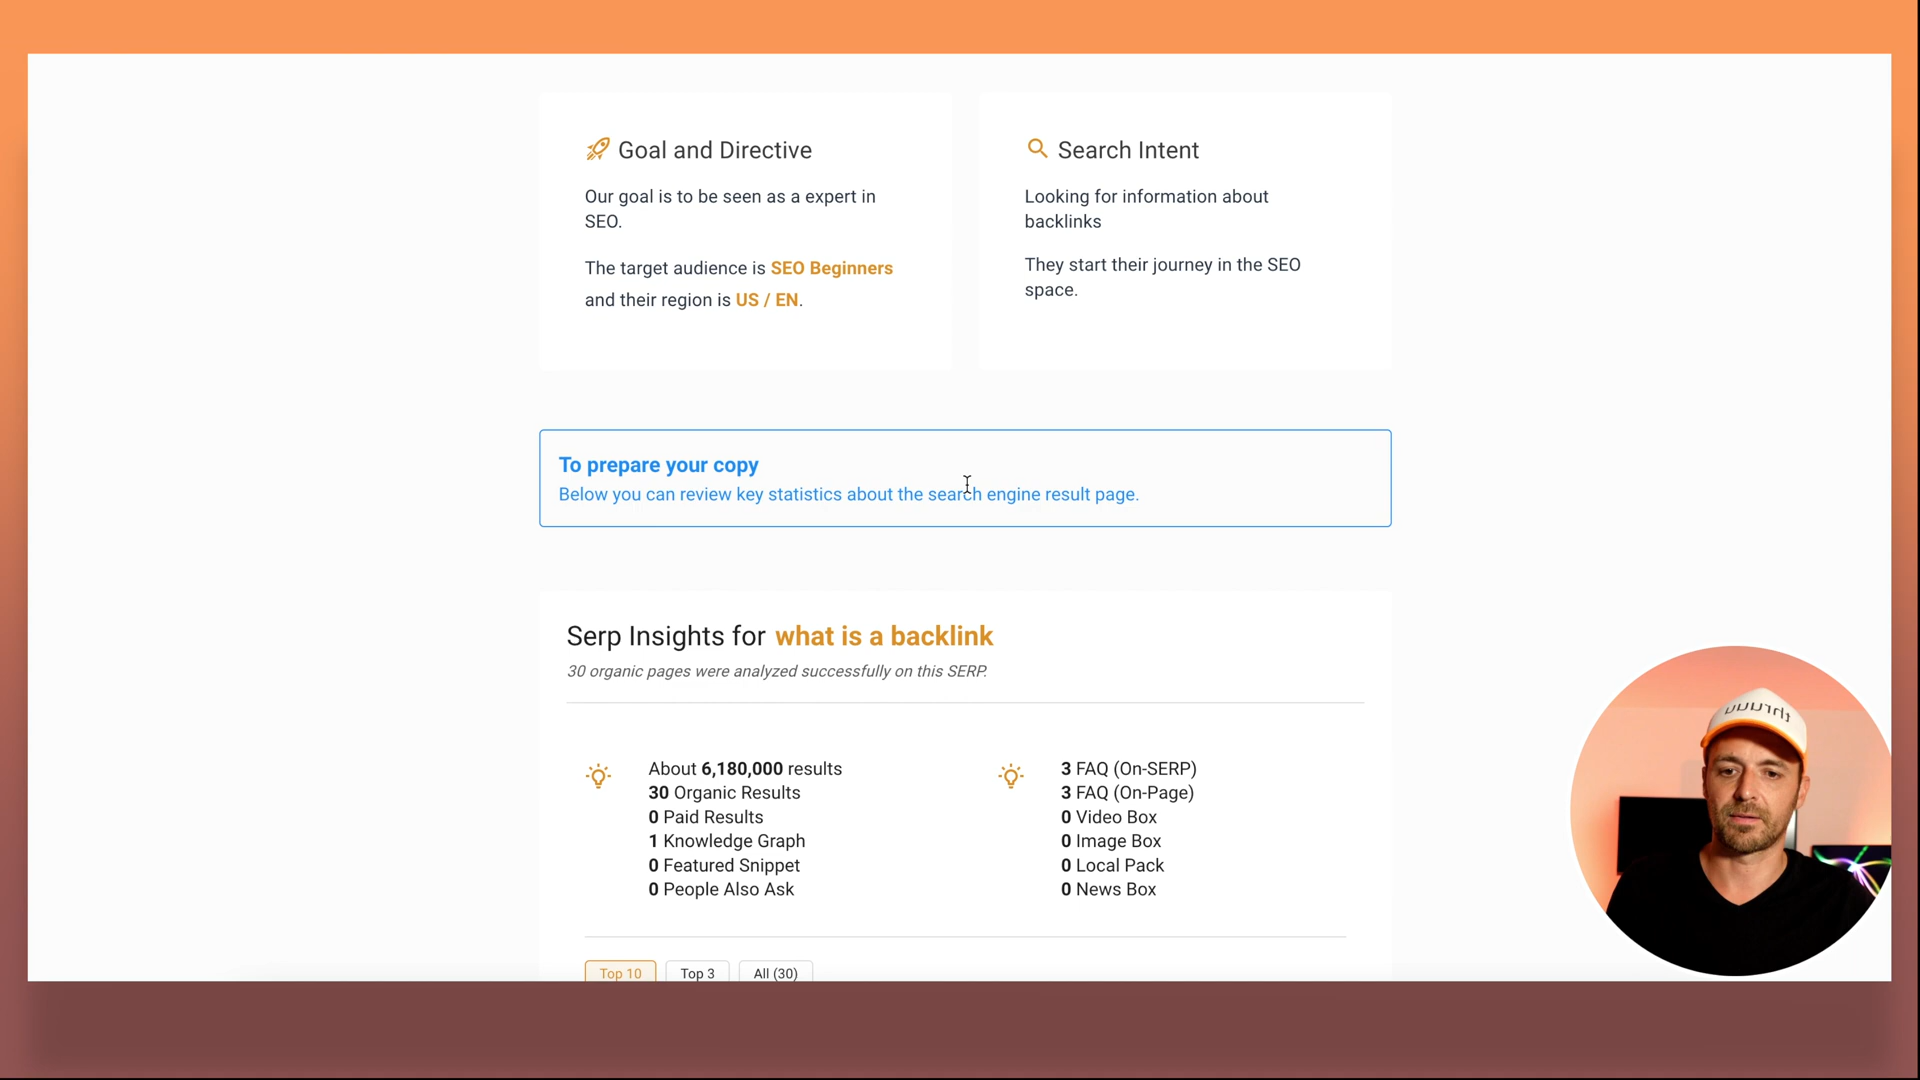 Goal and Directive
Our goal is to be seen as a expert in
SEO.
The target audience is SEO Beginners
and their region is US / EN.
Search Intent
Looking for information about
backlinks
They start their journey in the SEO
space.
To prepare your copy
Below you can review key statistics about the search engine result page.
Serp Insights for what is a backlink
30 organic pages were analyzed successfully on this SERP.
About 6,180,000 results
30 Organic Results
0 Paid Results
1 Knowledge Graph
0 Featured Snippet
0 People Also Ask
3 FAQ (On-SERP)
3 FAQ (On-Page)
0 Video Box
0 Image Box
0 Local Pack
0 News Box
Top 10
Top 3
All (30)
thruuu